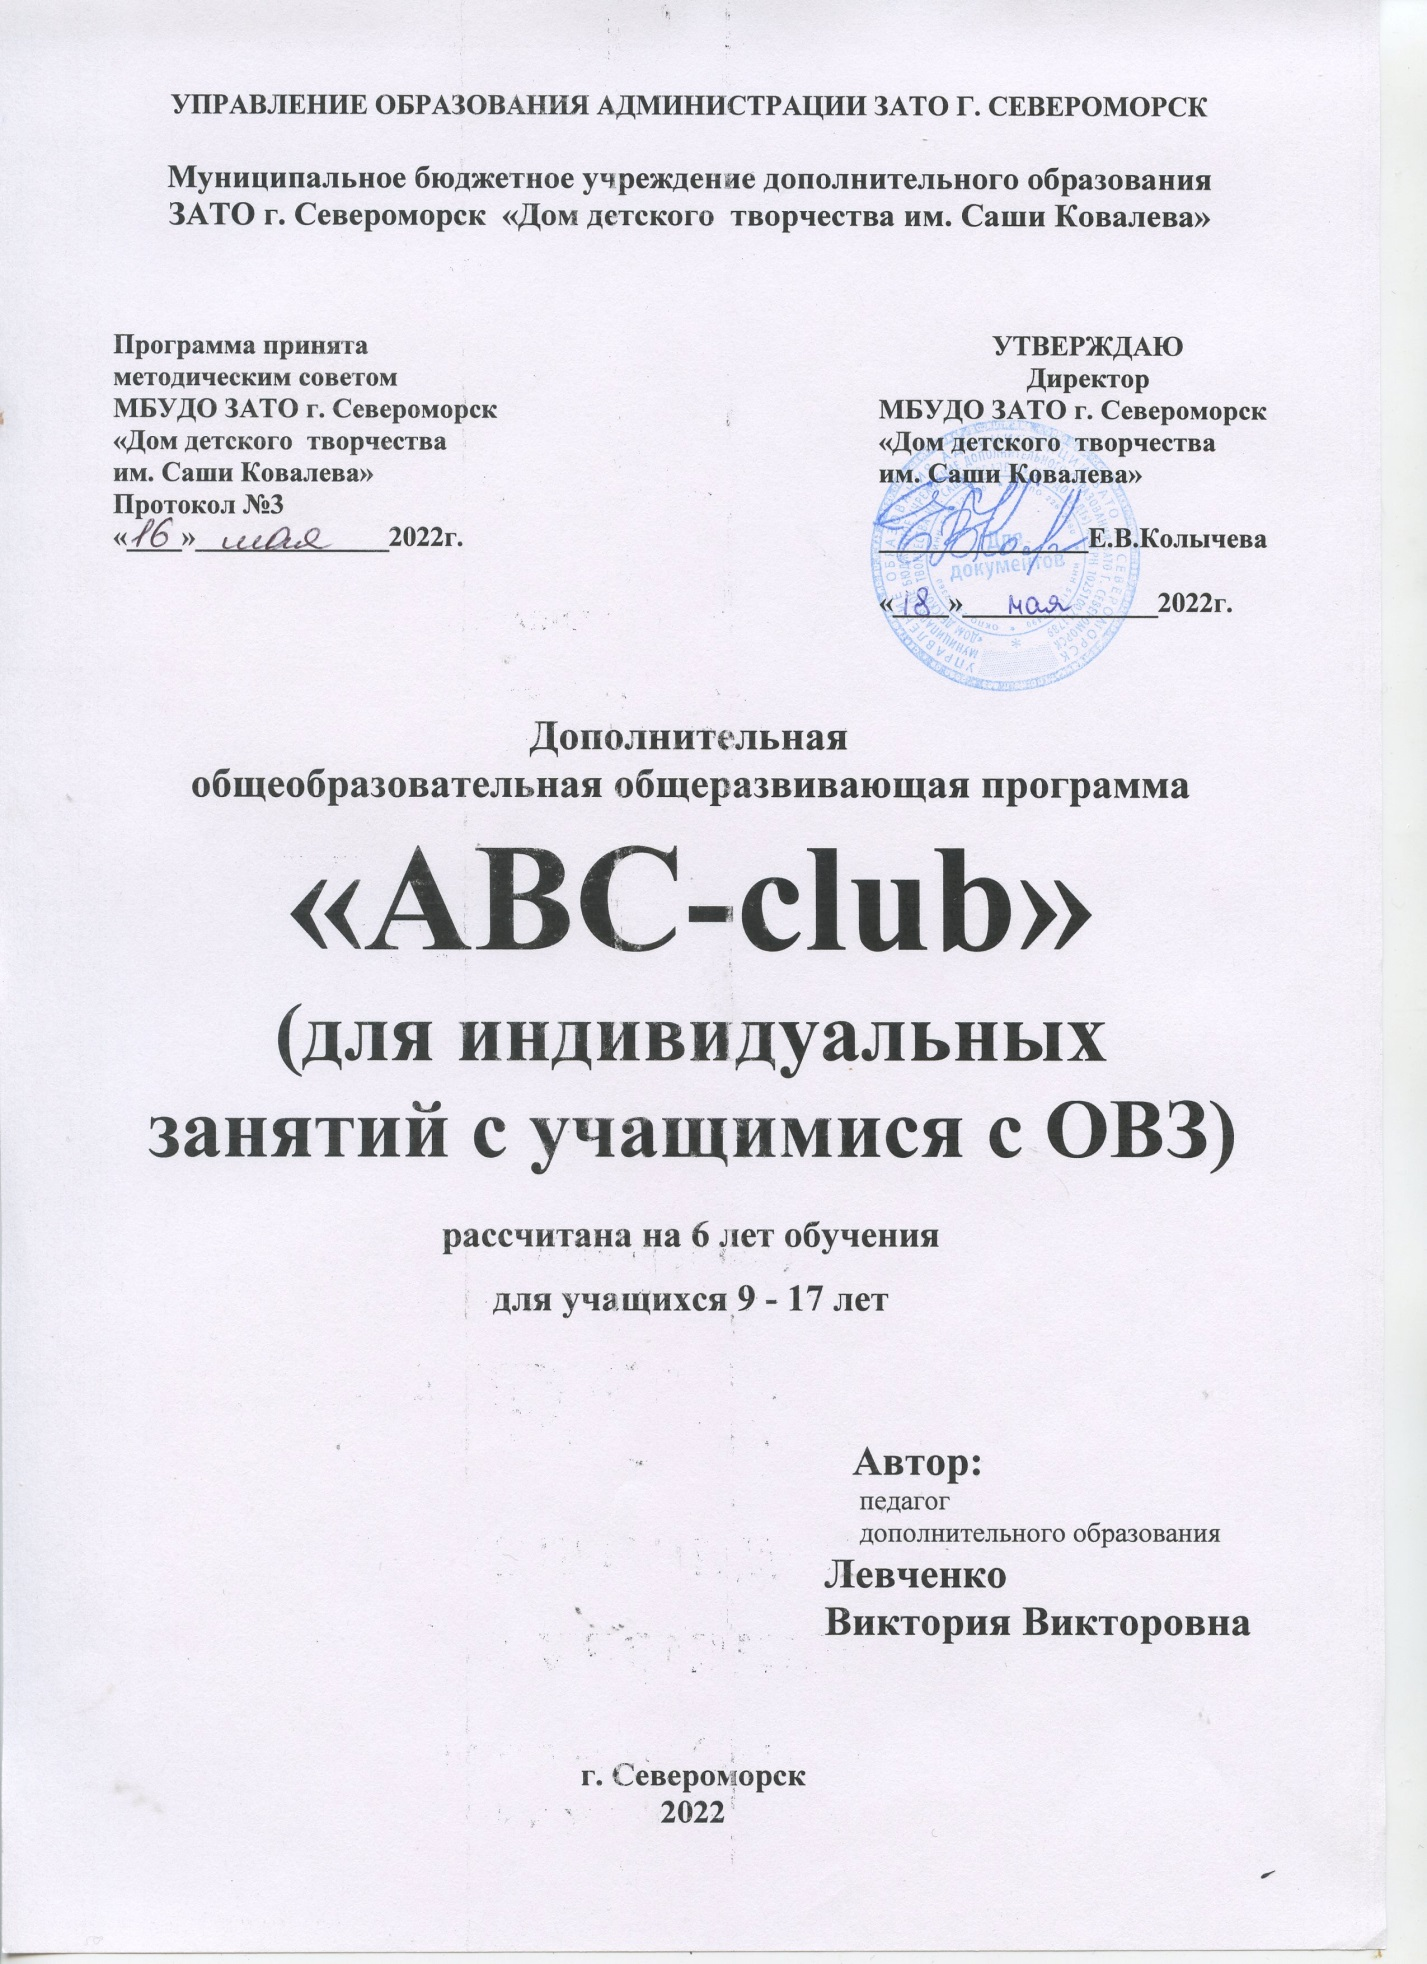 УПРАВЛЕНИЕ ОБРАЗОВАНИЯ АДМИНИСТРАЦИИ ЗАТО Г. СЕВЕРОМОРСК
Муниципальное бюджетное учреждение дополнительного образования
ЗАТО г. Североморск «Дом детского творчества им. Саши Ковалева»
Программа принята
методическим советом
МБУДО ЗАТО г. Североморск
«Дом детского творчества
им. Саши Ковалева»
Протокол №3
«16» мая 2022г.
УТВЕРЖДАЮ
Директор
МБУДО ЗАТО г. Североморск
«Дом детского творчества
им. Саши Ковалева»
Е.В.Колычева
Для
документов
«18» мая 2022г.
Дополнительная
общеобразовательная общеразвивающая программа
«ABC-club»
(для индивидуальных
занятий с учащимися с ОВЗ)
рассчитана на 6 лет обучения
для учащихся 9 - 17 лет
Автор:
педагог
дополнительного образования
Левченко
Виктория Викторовна
г. Североморск
2022